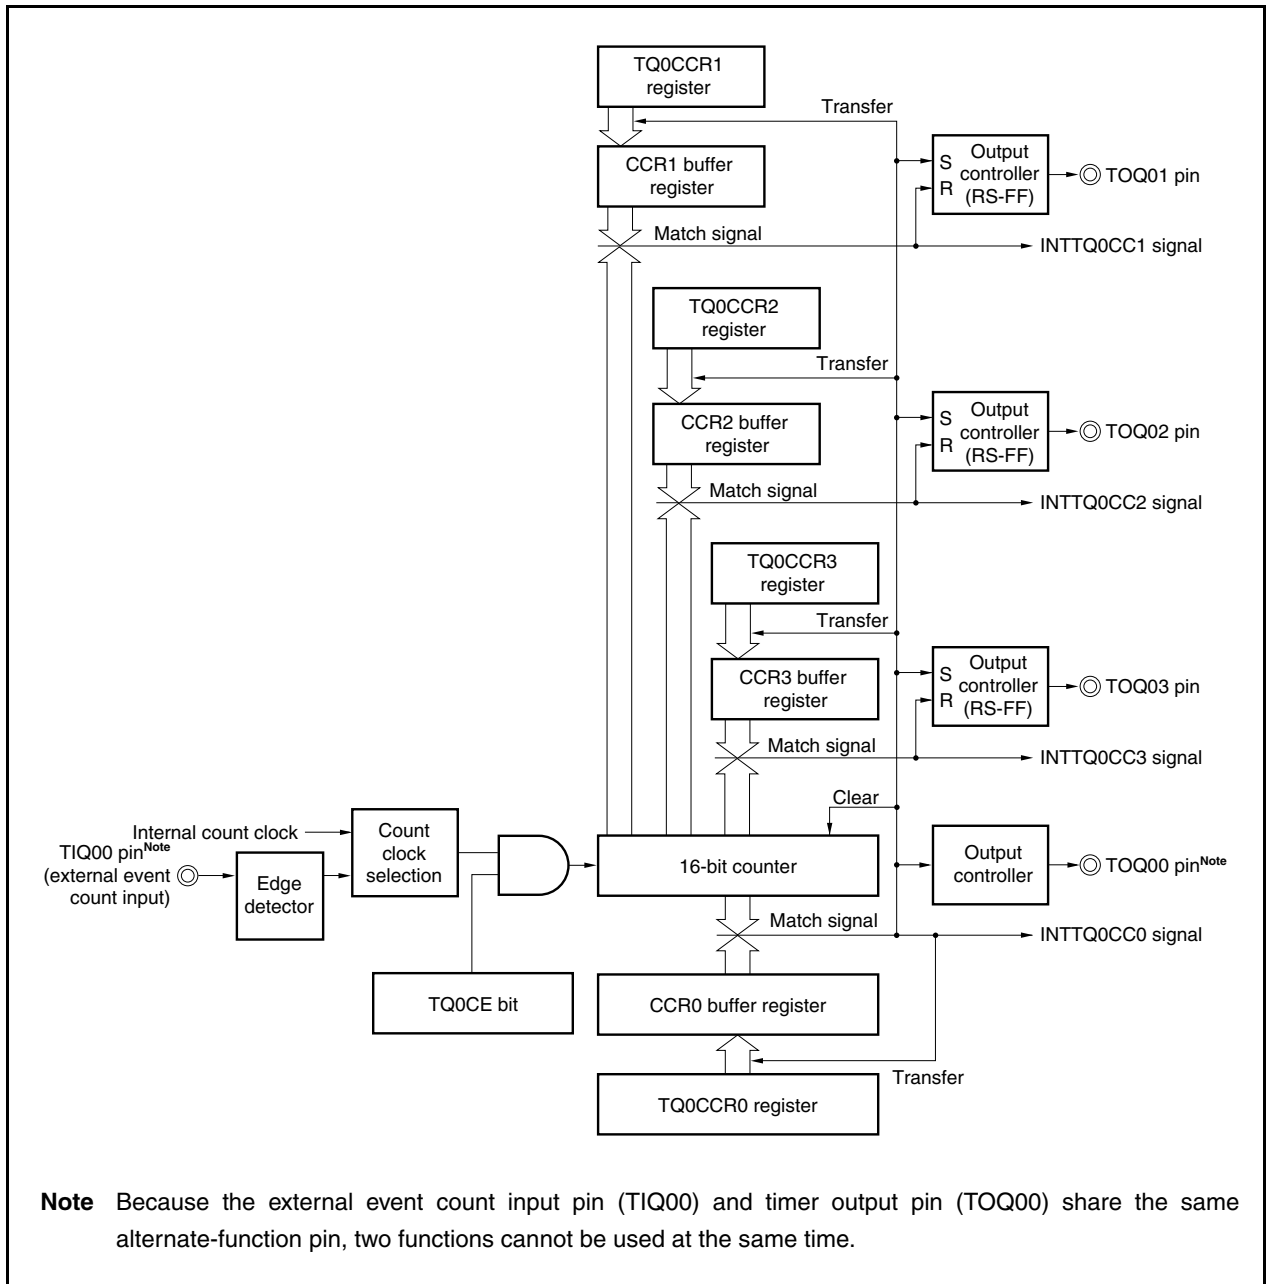 TQ0CCR1
register
Transfer
CCR1 buffer
register
S
R
Output
controller
(RS-FF)
TOQ01 pin
Match signal
INTTQ0CC1 signal
TQ0CCR2
register
Transfer
CCR2 buffer
register
S
R
Output
controller
(RS-FF)
TOQ02 pin
Match signal
INTTQ0CC2 signal
TQ0CCR3
register
Transfer
CCR3 buffer
register
S
R
Output
controller
(RS-FF)
TOQ03 pin
Match signal
INTTQ0CC3 signal
Clear
Internal count clock
TIQ00 pinNote
(external event
count input)
Edge
detector
Count
clock
selection
16-bit counter
Output
controller
TOQ00 pinNote
Match signal
INTTQ0CC0 signal
TQ0CE bit
CCR0 buffer register
Transfer
TQ0CCR0 register
Note Because the external event count input pin (TIQ00) and timer output pin (TOQ00) share the same
alternate-function pin, two functions cannot be used at the same time.